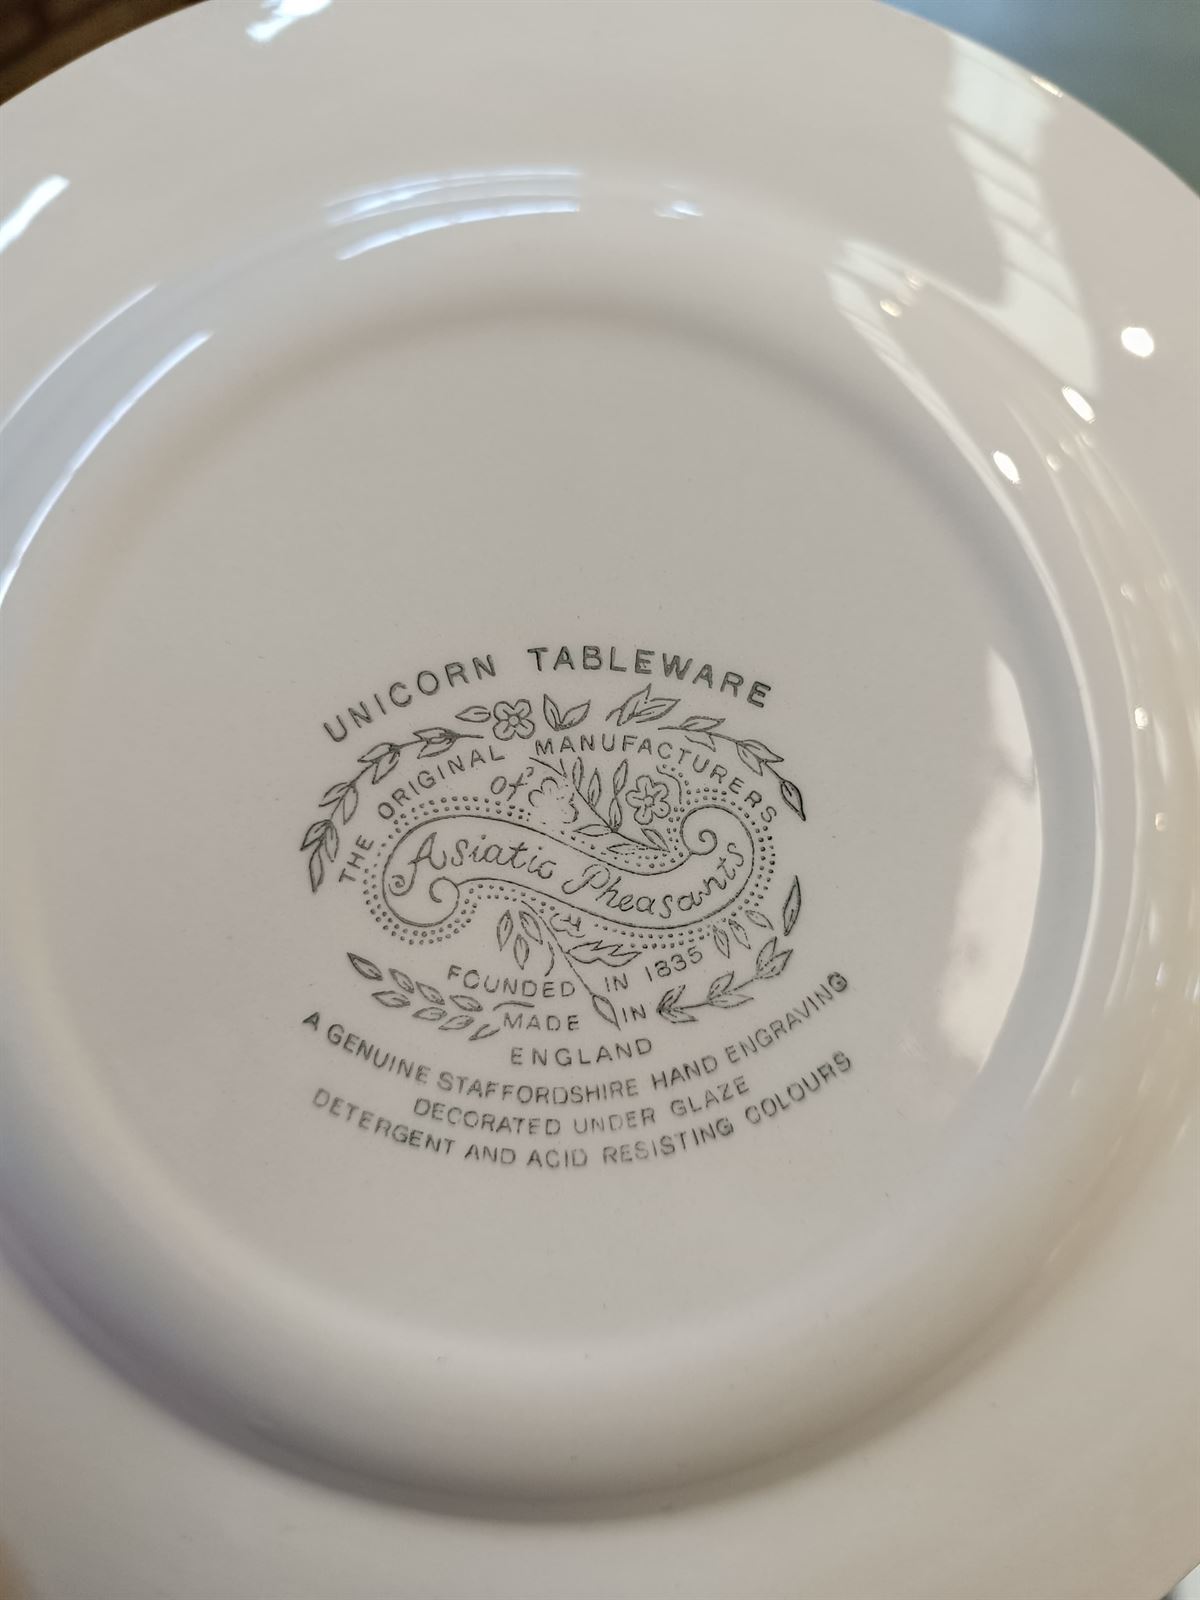 UNICORN TABLEWARE
THE ORIGINAL MANUFACTURERS
of
Asiatic Pheasants
FOUNDED IN 1835
MADE IN
ENGLAND
A GENUINE STAFFORDSHIRE HAND ENGRAVING
DECORATED UNDER GLAZE
DETERGENT AND ACID RESISTING COLOURS